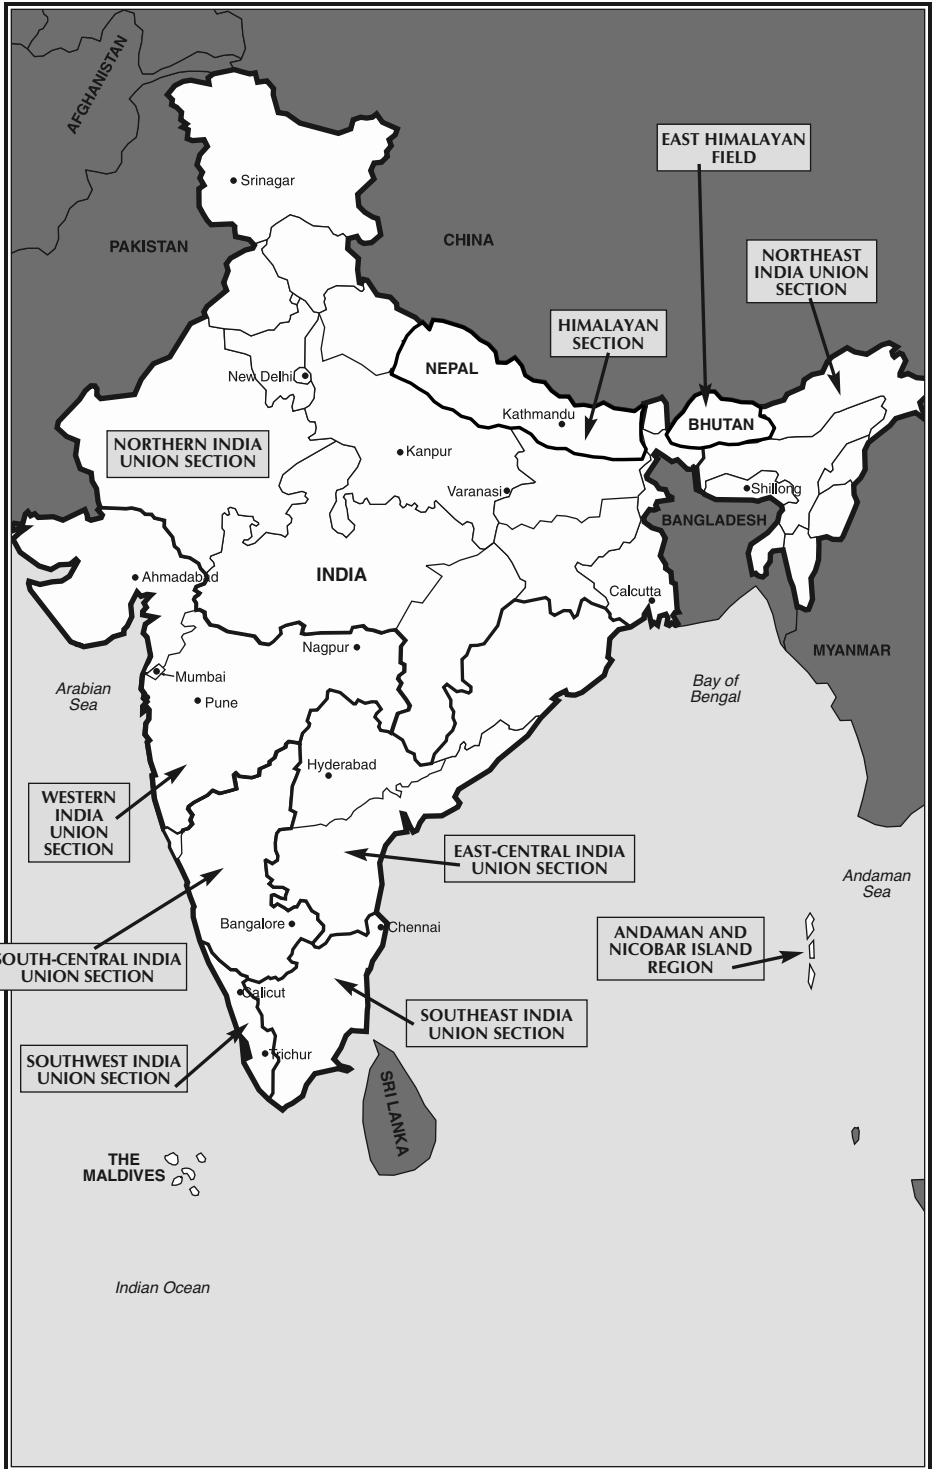 AFGHANISTAN
EAST HIMALAYAN
FIELD
Srinagar
PAKISTAN
CHINA
NORTHEAST
INDIA UNION
SECTION
HIMALAYAN
SECTION
NEPAL
New Delhi
Kathmandu
BHUTAN
NORTHERN INDIA
UNION SECTION
Kanpur
Varanasi
Shillong
BANGLADESH
INDIA
Ahmadabad
Calcutta
Nagpur
MYANMAR
Mumbai
Arabian
Sea
Bay of
Bengal
Pune
Hyderabad
WESTERN
INDIA
UNION
SECTION
EAST-CENTRAL INDIA
UNION SECTION
Andaman
Sea
Bangalore
Chennai
ANDAMAN AND
NICOBAR ISLAND
REGION
SOUTH-CENTRAL INDIA
UNION SECTION
Calicut
SOUTHEAST INDIA
UNION SECTION
SOUTHWEST INDIA
UNION SECTION
Trichur
SRI LANKA
THE
MALDIVES
Indian Ocean